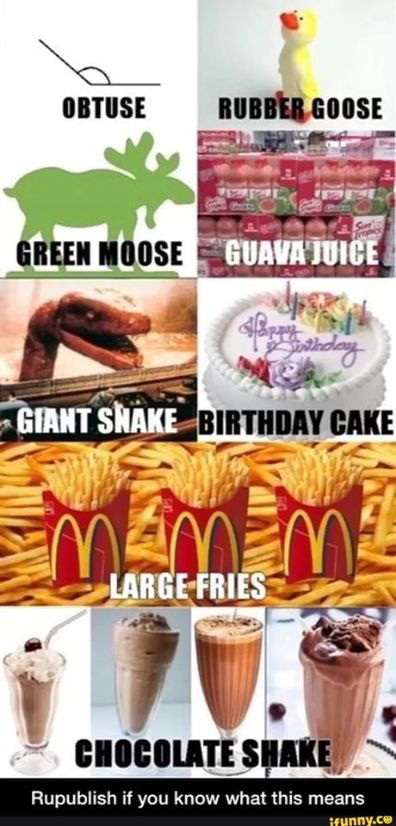 OBTUSE
RUBBER GOOSE
GREEN MOOSE
GUAVA JUICE
GIANT SNAKE
Happy
Birthday
BIRTHDAY CAKE
LARGE FRIES
CHOCOLATE SHAKE
Rupublish if you know what this means
ifunny.ce